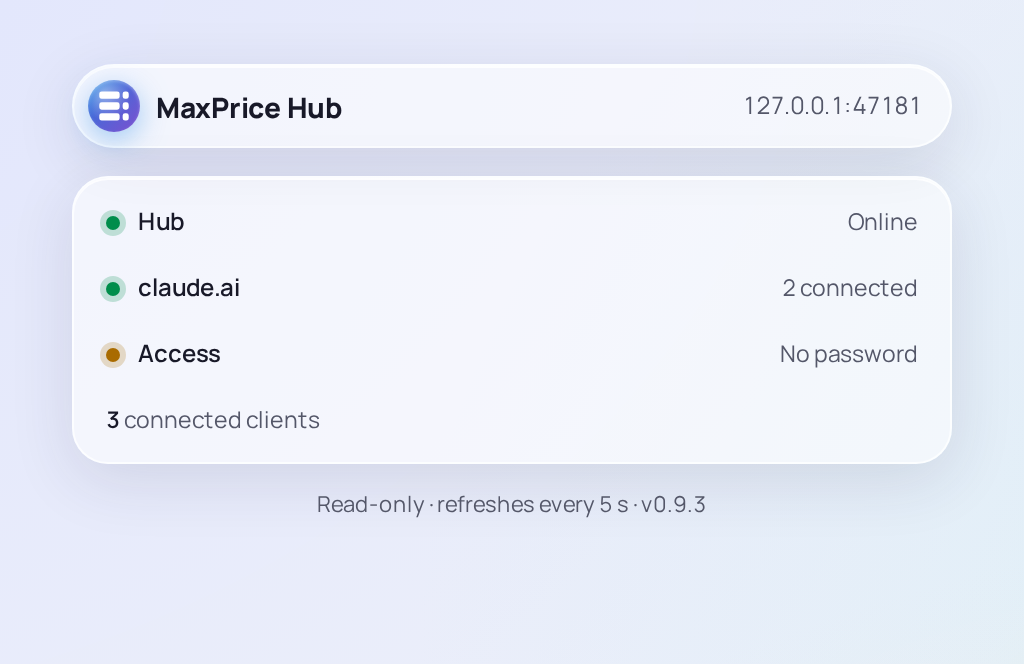 MaxPrice Hub 127.0.0.1:47181
Hub Online
claude.ai 2 connected
Access No password
3 connected clients
Read-only · refreshes every 5 s · v0.9.3